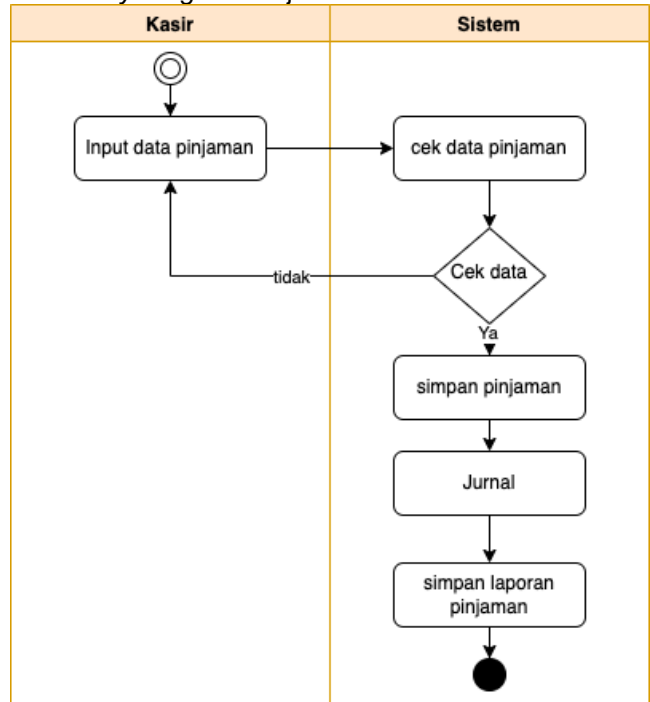 Kasir
Sistem
Input data pinjaman
cek data pinjaman
Cek data
tidak
Ya
simpan pinjaman
Jurnal
simpan laporan
pinjaman